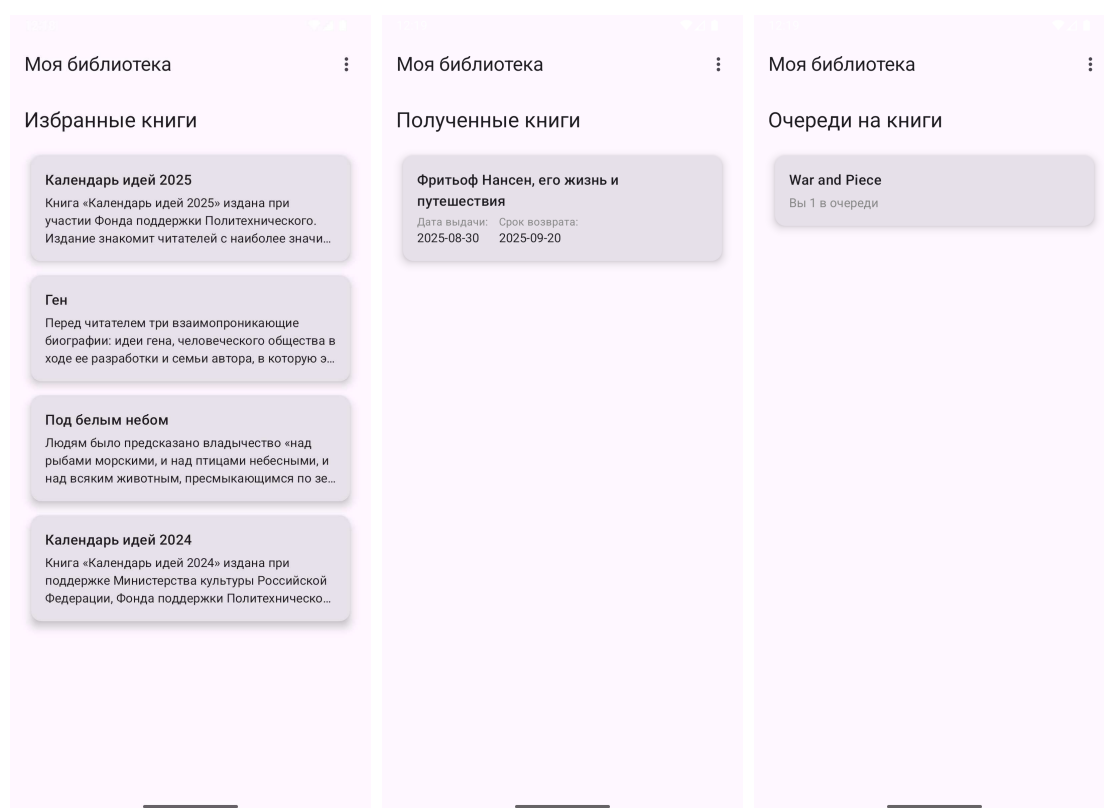 Моя библиотека
Избранные книги
Календарь идей 2025
Книга «Календарь идей 2025» издана при
участии Фонда поддержки Политехнического.
Издание знакомит читателей с наиболее значи…
Ген
Перед читателем три взаимопроникающие
биографии: идеи гена, человеческого общества в
ходе ее разработки и семьи автора, в которую э…
Под белым небом
Людям было предсказано владычество «над
рыбами морскими, и над птицами небесными, и
над всяким животным, пресмыкающимся по зе…
Календарь идей 2024
Книга «Календарь идей 2024» издана при
поддержке Министерства культуры Российской
Федерации, Фонда поддержки Политехническо…
Моя библиотека
Полученные книги
Фритьоф Нансен, его жизнь и
путешествия
Дата выдачи: Срок возврата:
2025-08-30 2025-09-20
Моя библиотека
Очереди на книги
War and Piece
Вы 1 в очереди